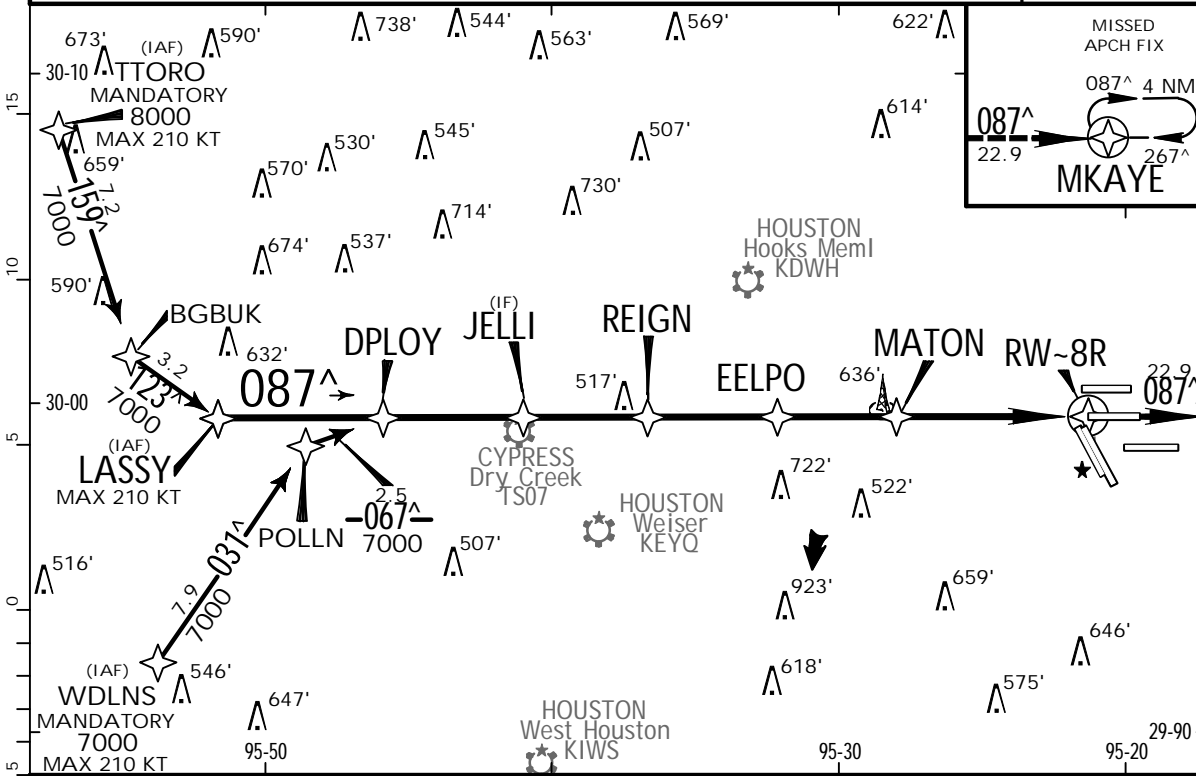 673'
590'
738'
544'
563'
569'
622'
MISSED
APCH FIX
087^
4 NM
087^
22.9
267^
MKAYE
30-10
(IAF)
TTORO
MANDATORY
8000
MAX 210 KT
15
659'
7.2
159^
7000
530'
545'
507'
614'
570'
730'
714'
674'
537'
590'
HOUSTON
Hooks Meml
KDWH
10
BGBUK
3.2
123^
7000
632'
087^
DPLOY
(IF)
JELLI
REIGN
517'
EELPO
636'
MATON
RW~8R
22.9
087^
30-00
5
(IAF)
LASSY
MAX 210 KT
CYPRESS
Dry Creek
TS07
722'
522'
2.5
067^
7000
POLLN
HOUSTON
Weiser
KEYQ
031^
7.9
7000
507'
516'
923'
659'
0
646'
(IAF)
WDLNS
MANDATORY
7000
MAX 210 KT
546'
647'
618'
575'
HOUSTON
West Houston
KIWS
29-90
95-50
95-30
95-20
5